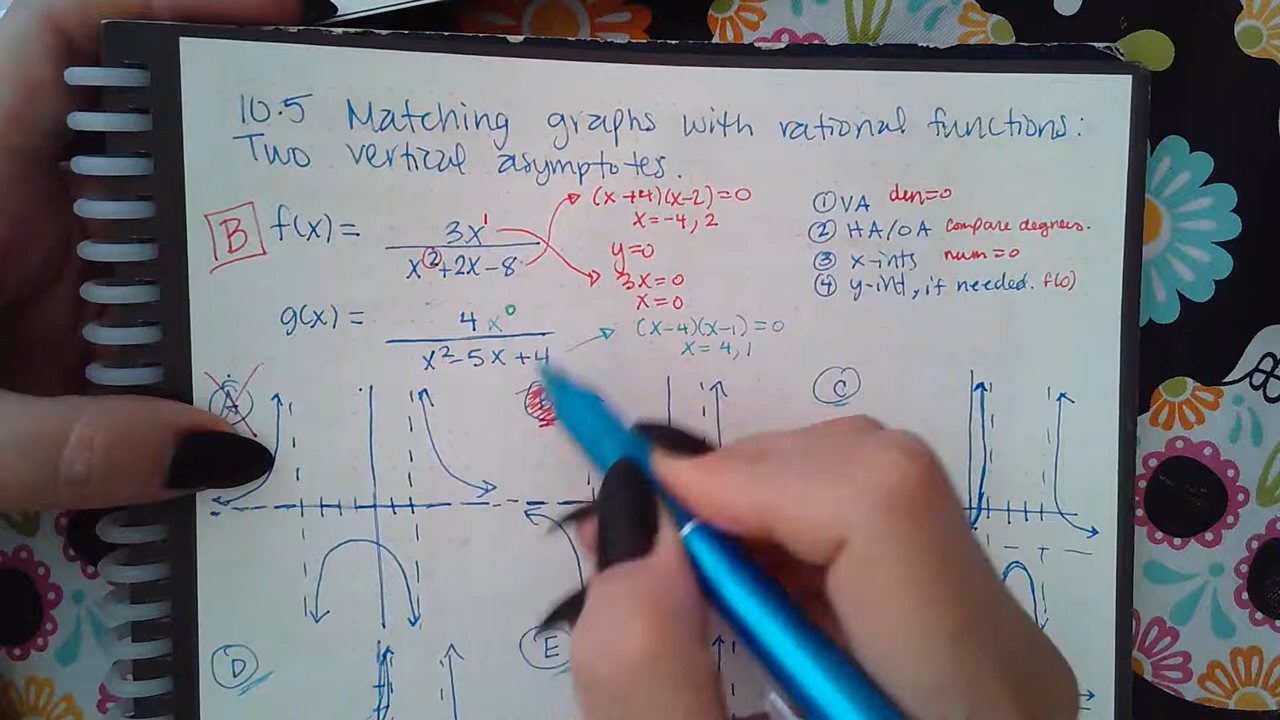 10.5 Matching graphs with rational functions:
Two vertical asymptotes.
B f(x) = 3x¹
x²+2x-8
(x+4)(x-2)=0
x=-4, 2
y=0
3x=0
x=0
① VA den=0
② HA/OA compare degrees.
③ x-ints num=0
④ y-int, if needed. f(0)
g(x) = 4x⁰
x²-5x+4
(x-4)(x-1)=0
x=4,1
A
C
D
E